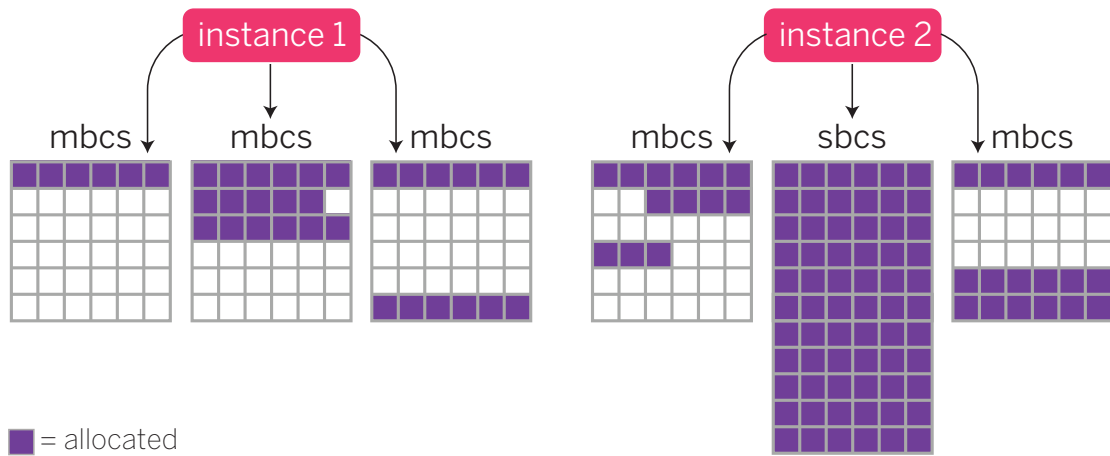 instance 1
instance 2
mbcs
mbcs
mbcs
mbcs
sbcs
mbcs
= allocated